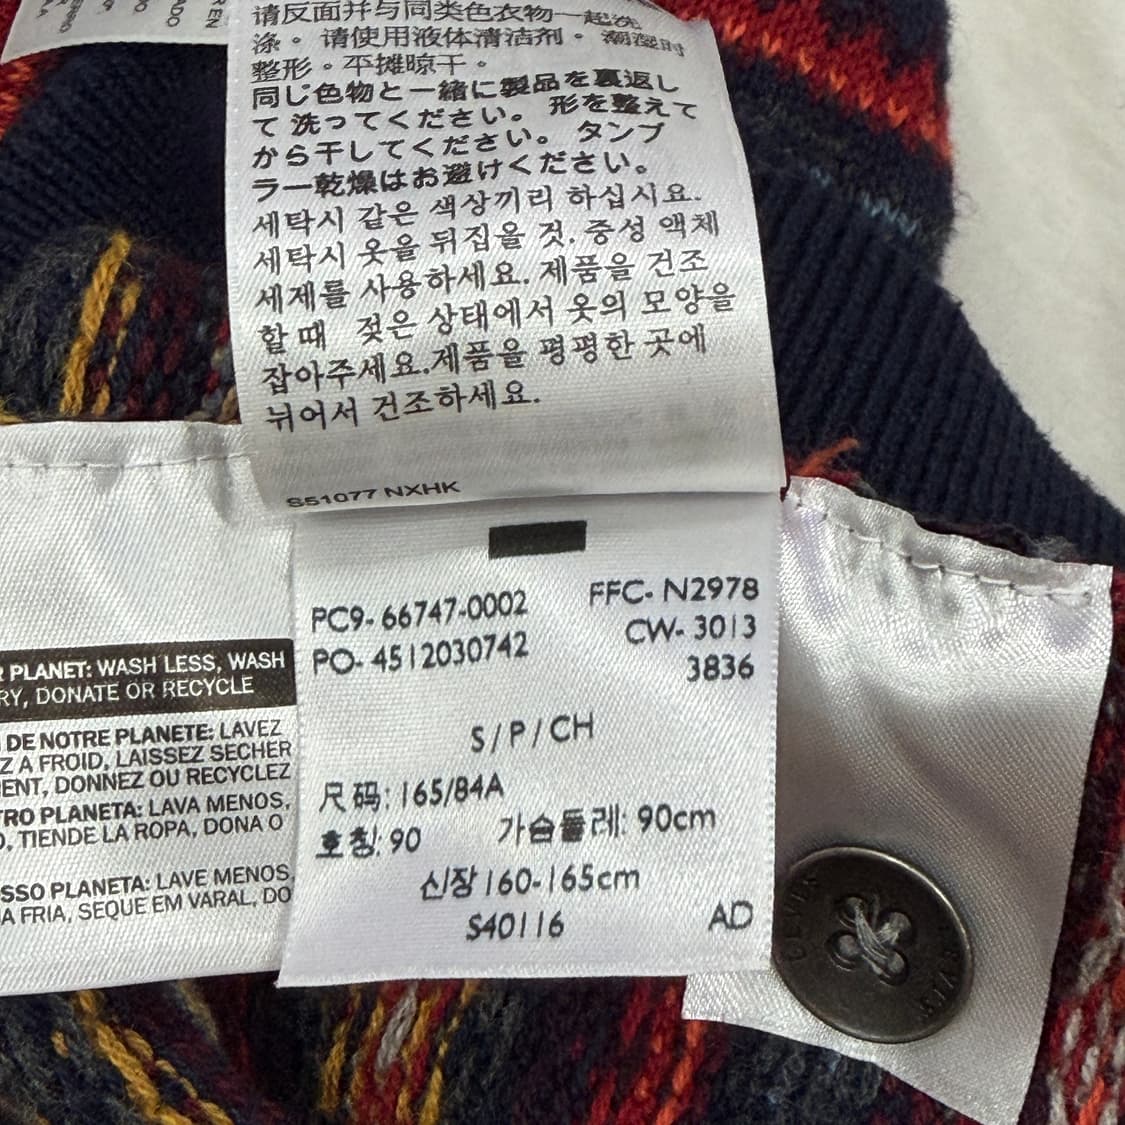 请反面并与同类色衣物一起洗
涤。 请使用液体清洁剂。 潮湿时
整形。平摊晾干。
同じ色物と一緒に製品を裏返し
て 洗ってください。 形を整えて
から干してください。 タンブ
ラー乾燥はお避けください。
세탁시 같은 색상끼리 하십시요.
세탁시 옷을 뒤집을 것. 중성 액체
세제를 사용하세요. 제품을 건조
할때 젖은 상태에서 옷의 모양을
잡아주세요.제품을 평평한 곳에
뉘어서 건조하세요.
S51077 NXHK
PC9- 66747-0002 FFC- N2978
PO- 4512030742 CW- 3013
3836
S/P/CH
尺码: 165/84A
호칭: 90 가슴둘레: 90cm
신장 160-165cm
S40116 AD
PLANET: WASH LESS, WASH
RY, DONATE OR RECYCLE
DE NOTRE PLANETE: LAVEZ
Z A FROID, LAISSEZ SECHER
ENT, DONNEZ OU RECYCLEZ
TRO PLANETA: LAVA MENOS,
O, TIENDE LA ROPA, DONA O
SSO PLANETA: LAVE MENOS,
A FRIA, SEQUE EM VARAL, DO